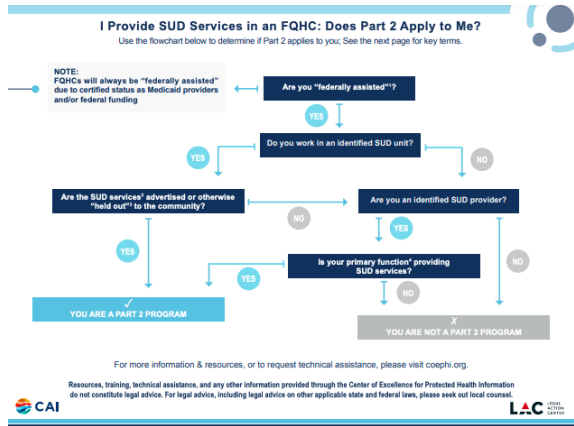 I Provide SUD Services in an FQHC: Does Part 2 Apply to Me?
Use the flowchart below to determine if Part 2 applies to you; See the next page for key terms.
NOTE:
FQHCs will always be “federally assisted”
due to certified status as Medicaid providers
and/or federal funding
Are you “federally assisted”¹?
YES
Do you work in an identified SUD unit?
YES
NO
Are the SUD services² advertised or otherwise
“held out”³ to the community?
NO
Are you an identified SUD provider?
YES
YES
NO
Is your primary function⁴ providing
SUD services?
YES
NO
✓
YOU ARE A PART 2 PROGRAM
✗
YOU ARE NOT A PART 2 PROGRAM
For more information & resources, or to request technical assistance, please visit coephi.org.
Resources, training, technical assistance, and any other information provided through the Center of Excellence for Protected Health Information
do not constitute legal advice. For legal advice, including legal advice on other applicable state and federal laws, please seek out local counsel.
CAI
LAC
LEGAL
ACTION
CENTER